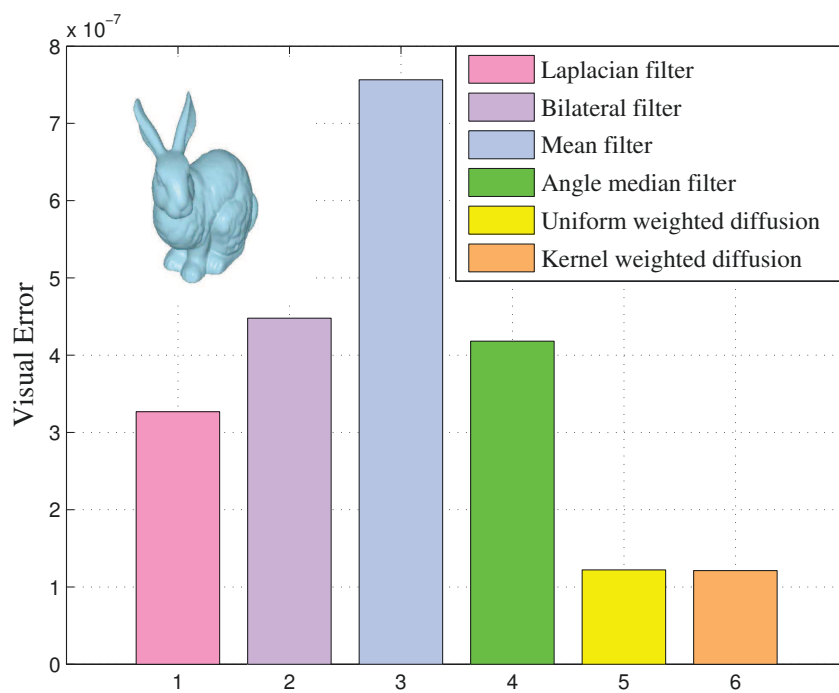 x 10⁻⁷
8
7
6
5
4
3
2
1
0
Visual Error
Laplacian filter
Bilateral filter
Mean filter
Angle median filter
Uniform weighted diffusion
Kernel weighted diffusion
1 2 3 4 5 6